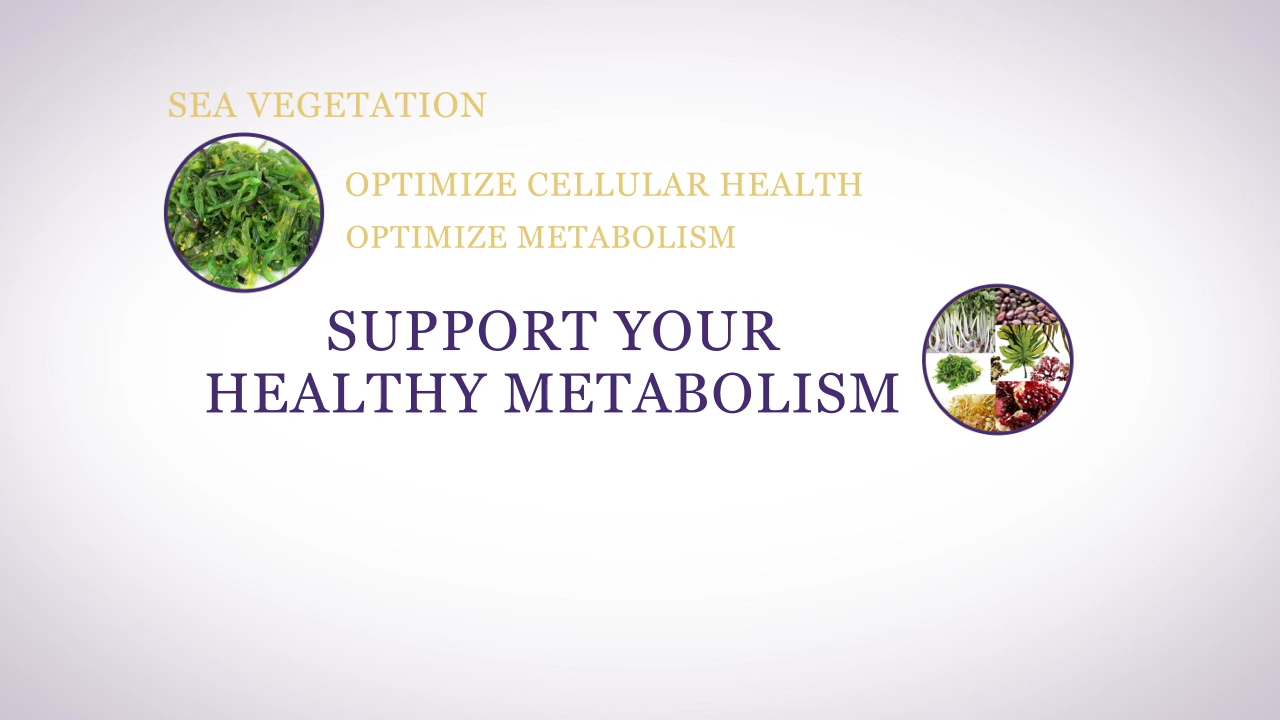 SEA VEGETATION
OPTIMIZE CELLULAR HEALTH
OPTIMIZE METABOLISM
SUPPORT YOUR
HEALTHY METABOLISM